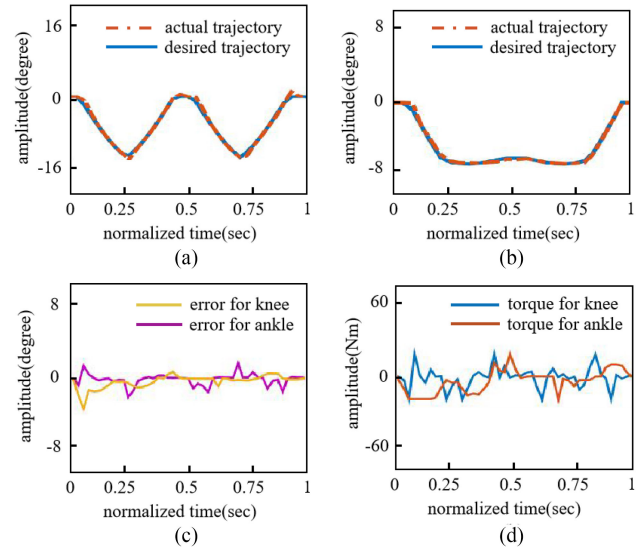 16
0
-16
amplitude(degree)
actual trajectory
desired trajectory
0 0.25 0.5 0.75 1
normalized time(sec)
(a)
8
0
-8
amplitude(degree)
actual trajectory
desired trajectory
0 0.25 0.5 0.75 1
normalized time(sec)
(b)
8
0
-8
amplitude(degree)
error for knee
error for ankle
0 0.25 0.5 0.75 1
normalized time(sec)
(c)
60
0
-60
amplitude(Nm)
torque for knee
torque for ankle
0 0.25 0.5 0.75 1
normalized time(sec)
(d)